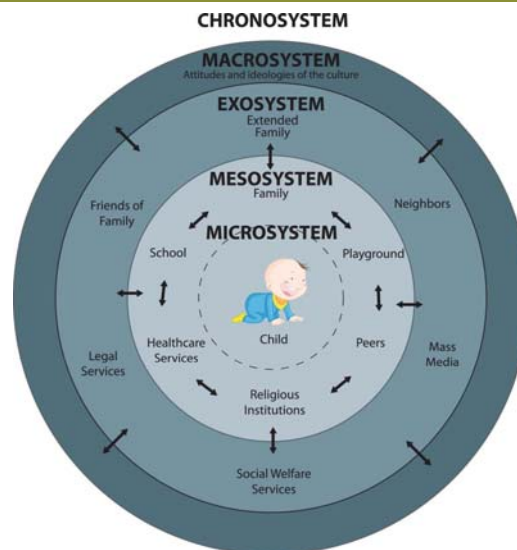 CHRONOSYSTEM
MACROSYSTEM
Attitudes and ideologies of the culture
EXOSYSTEM
Extended
Family
MESOSYSTEM
Family
Friends of
Family
Neighbors
MICROSYSTEM
School
Playground
Child
Healthcare
Services
Peers
Legal
Services
Mass
Media
Religious
Institutions
Social Welfare
Services